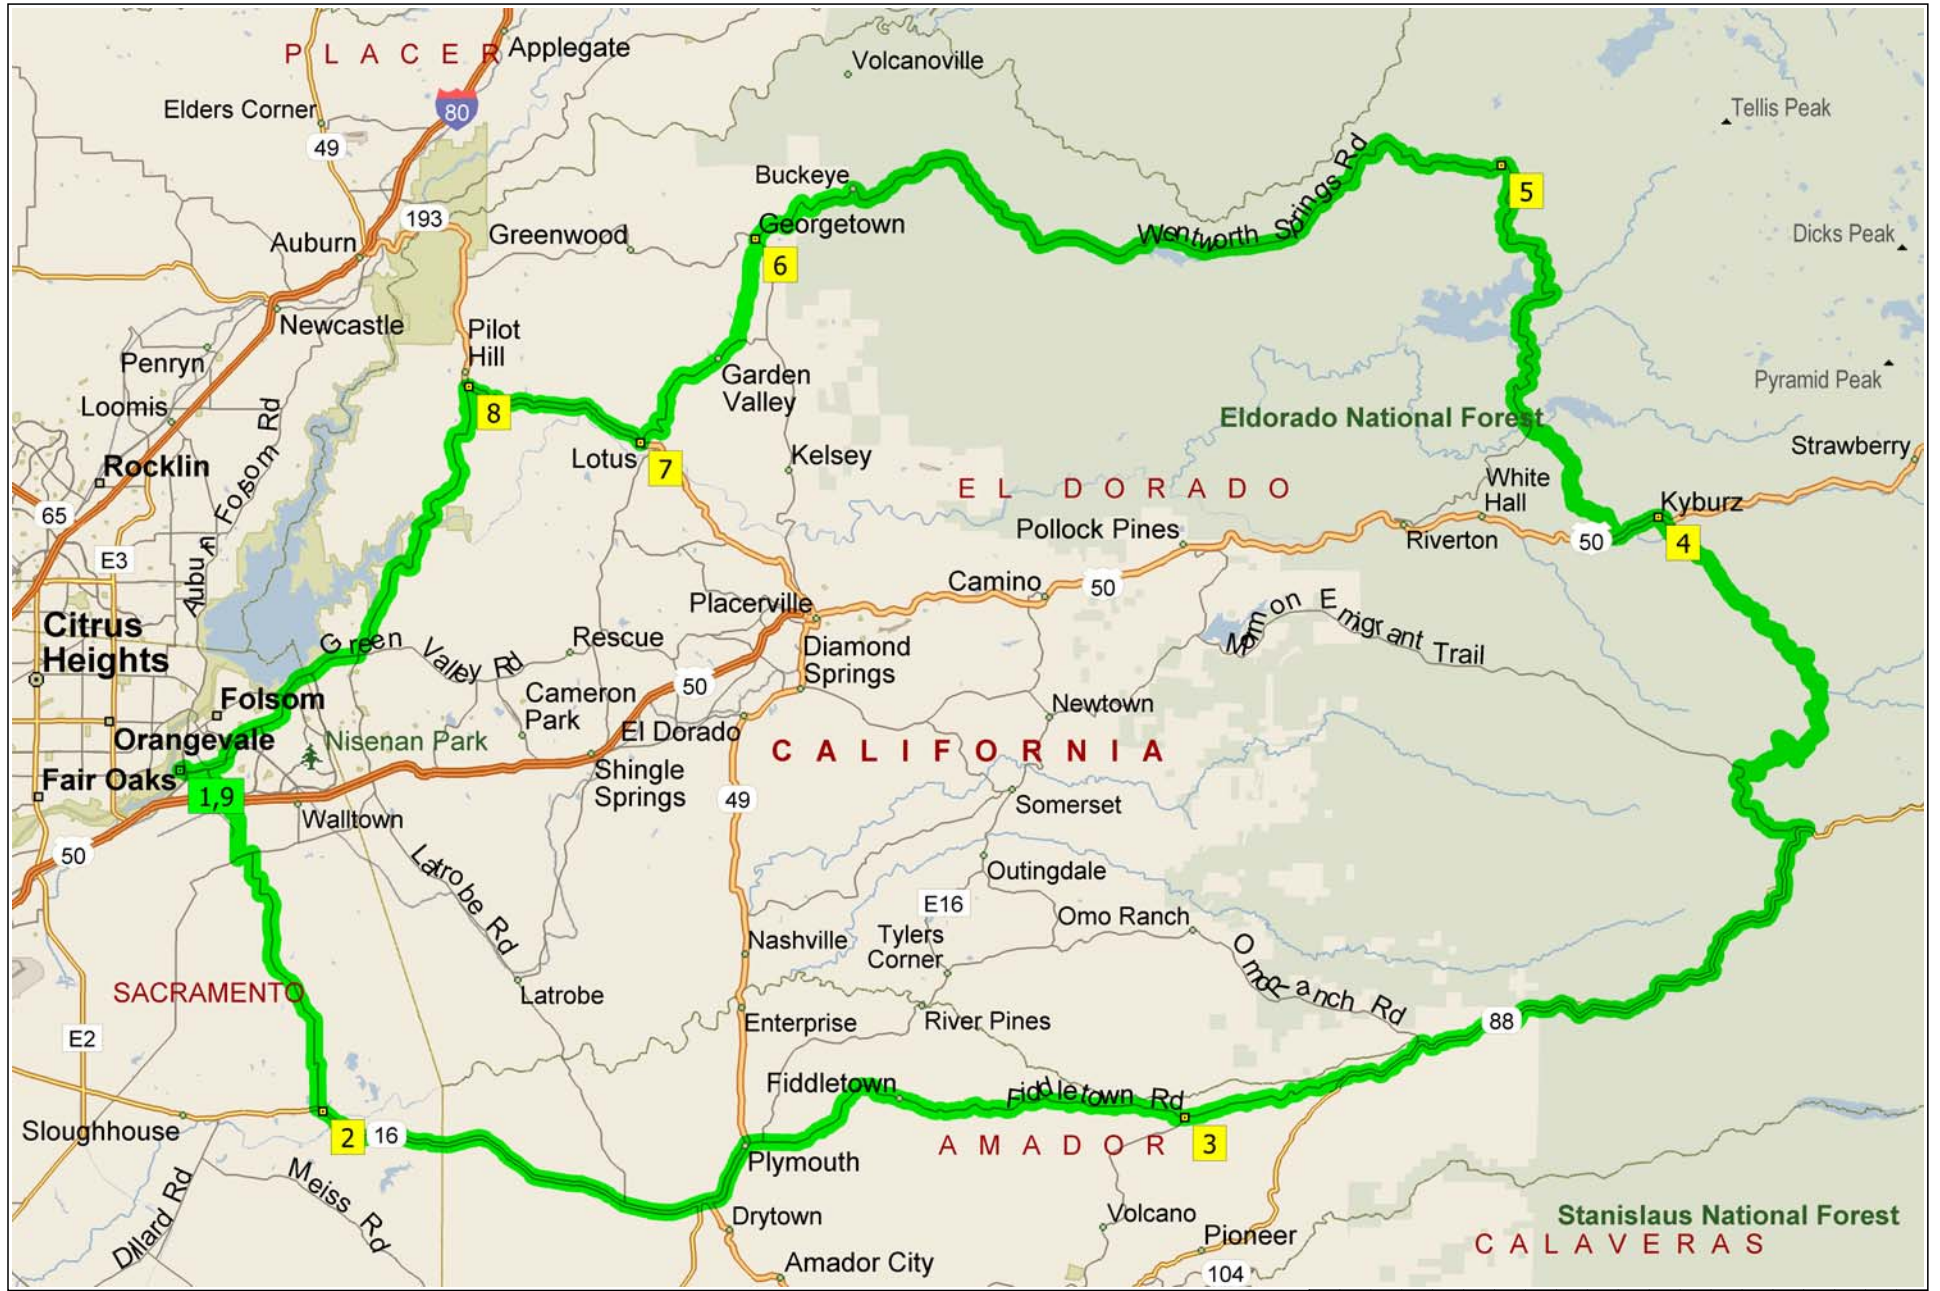 PLACER
Applegate
Volcanoville
Elders Corner
80
49
Tellis Peak
Buckeye
Wentworth Springs Rd
5
193
Auburn
Greenwood
Georgetown
Dicks Peak
6
Newcastle
Pilot
Hill
Penryn
Garden
Valley
Pyramid Peak
Loomis
8
Eldorado National Forest
Auburn Folsom Rd
Rocklin
Lotus
7
Kelsey
Strawberry
White
Hall
EL DORADO
65
Kyburz
Pollock Pines
Riverton
50
4
E3
Camino
50
Placerville
Mormon Emigrant Trail
Citrus
Heights
Green Valley Rd
Rescue
Diamond
Springs
50
Cameron
Park
Folsom
Newtown
Orangevale
Nisenan Park
El Dorado
CALIFORNIA
Fair Oaks
Shingle
Springs
1,9
49
Somerset
Walltown
50
Latrobe Rd
Outingdale
E16
Omo Ranch
Tylers
Corner
Nashville
Omo Ranch Rd
SACRAMENTO
Latrobe
Enterprise
River Pines
88
E2
Fiddletown
Fiddletown Rd
Sloughhouse
2
16
AMADOR
3
Plymouth
Meiss Rd
Dillard Rd
Drytown
Volcano
Pioneer
Stanislaus National Forest
CALAVERAS
Amador City
104